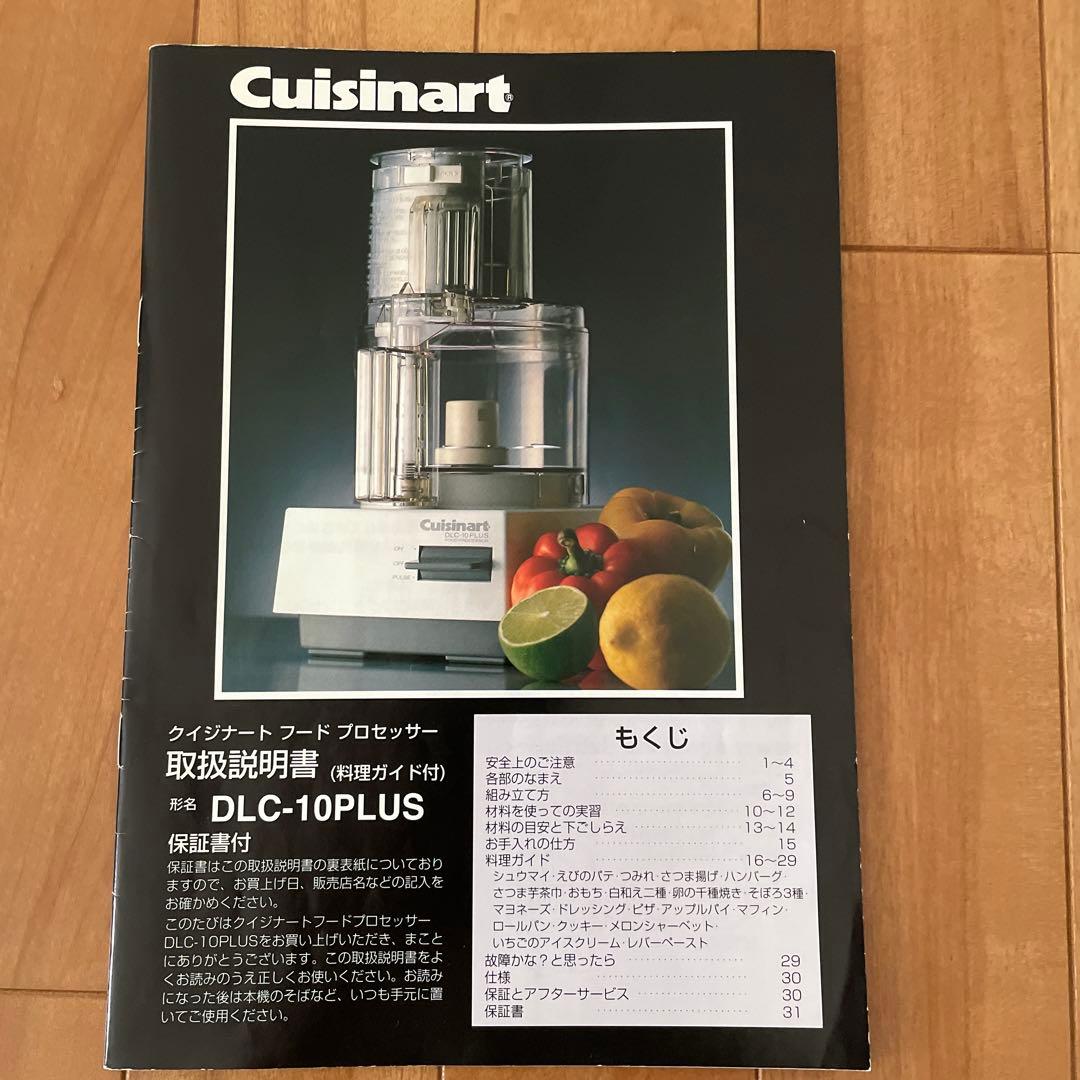 Cuisinart®
Cuisinart
DLC-10PLUS
FOOD PROCESSOR
ON
OFF
PULSE
クイジナート フード プロセッサー
取扱説明書 (料理ガイド付)
形名 DLC-10PLUS
保証書付
保証書はこの取扱説明書の裏表紙についており
ますので、お買上げ日、販売店名などの記入を
お確かめください。
このたびはクイジナートフードプロセッサー
DLC-10PLUSをお買い上げいただき、まこと
にありがとうございます。この取扱説明書をよ
くお読みのうえ正しくお使いください。お読み
になった後は本機のそばなど、いつも手元に置
いてご使用ください。
もくじ
安全上のご注意 1〜4
各部のなまえ 5
組み立て方 6〜9
材料を使っての実習 10〜12
材料の目安と下ごしらえ 13〜14
お手入れの仕方 15
料理ガイド 16〜29
シュウマイ・えびのパテ・つみれ・さつま揚げ・ハンバーグ・
さつま芋茶巾・おもち・白和え二種・卵の千種焼き・そぼろ3種・
マヨネーズ・ドレッシング・ピザ・アップルパイ・マフィン・
ロールパン・クッキー・メロンシャーベット・
いちごのアイスクリーム・レバーペースト
故障かな？と思ったら 29
仕様 30
保証とアフターサービス 30
保証書 31